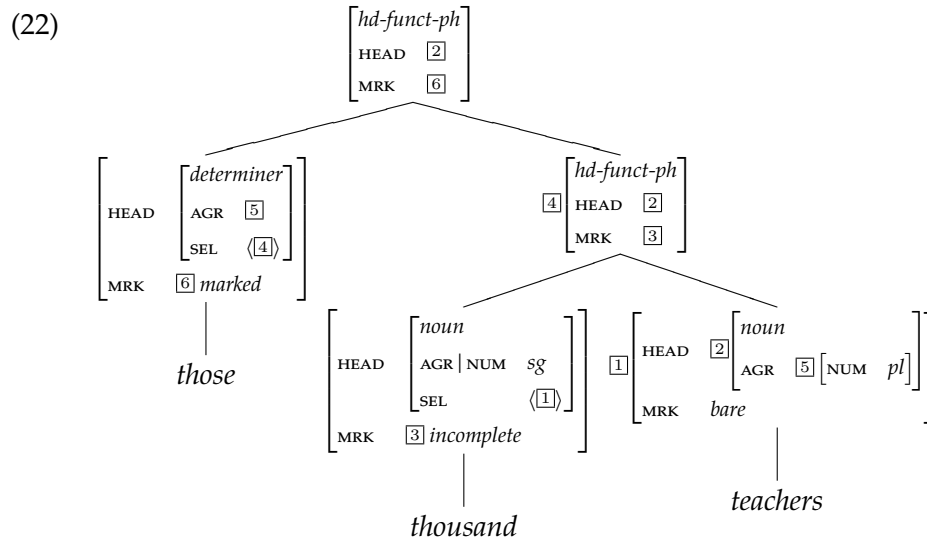 (22)
hd-funct-ph
HEAD 2
MRK 6
determiner
HEAD AGR 5
SEL ⟨4⟩
MRK 6 marked
those
hd-funct-ph
4 HEAD 2
MRK 3
noun
HEAD AGR | NUM sg
SEL ⟨1⟩
MRK 3 incomplete
thousand
noun
1 HEAD 2
AGR 5 [NUM pl]
MRK bare
teachers